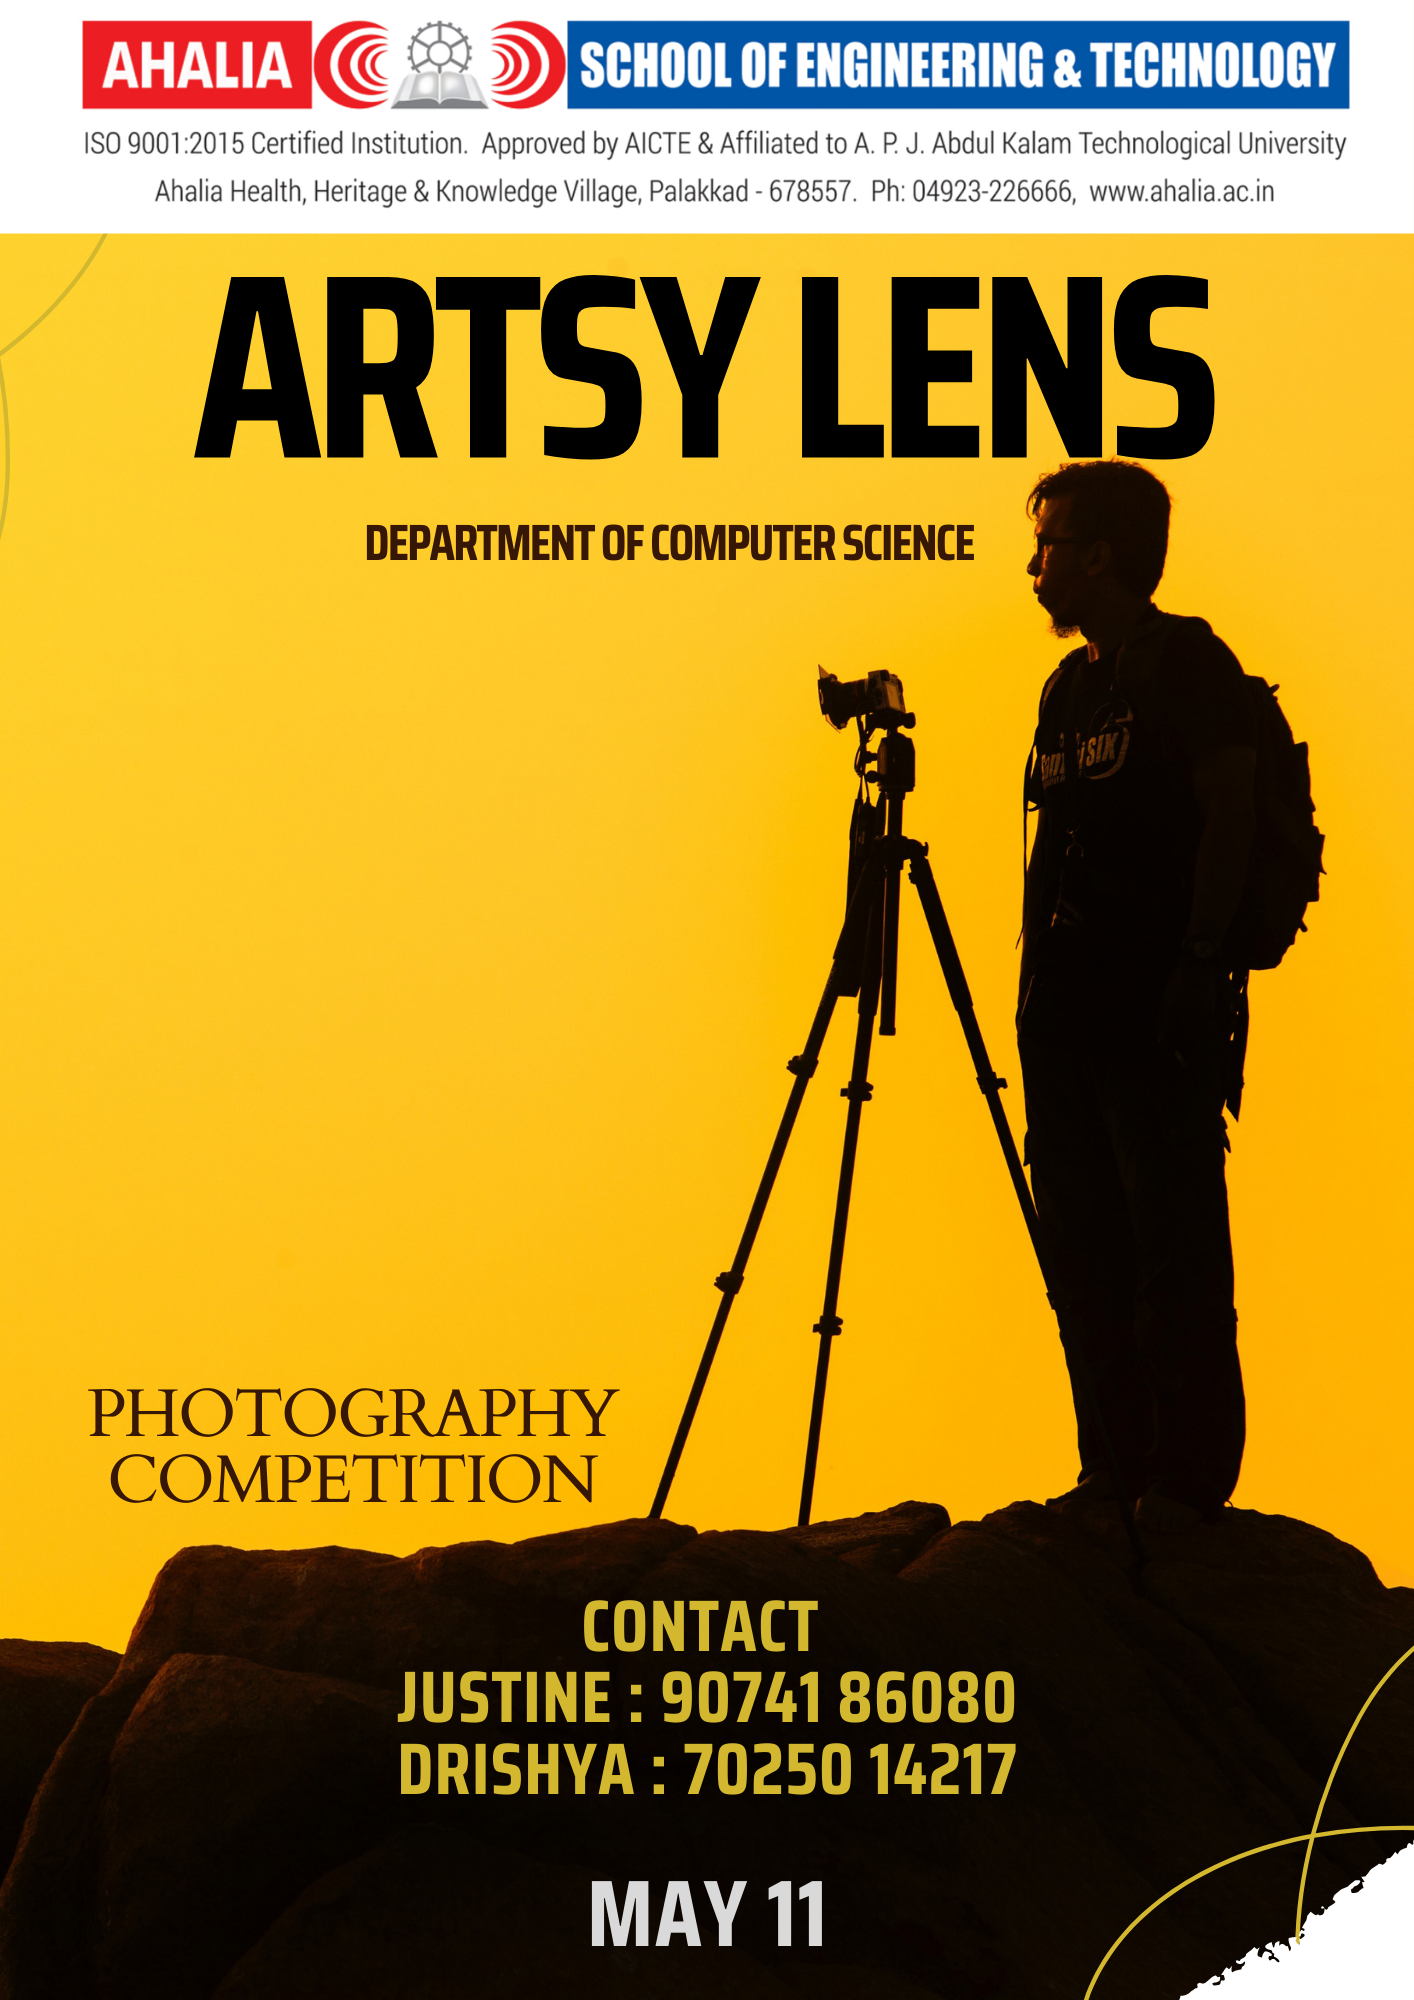 AHALIA SCHOOL OF ENGINEERING & TECHNOLOGY
ISO 9001:2015 Certified Institution. Approved by AICTE & Affiliated to A. P. J. Abdul Kalam Technological University
Ahalia Health, Heritage & Knowledge Village, Palakkad - 678557. Ph: 04923-226666, www.ahalia.ac.in
ARTSY LENS
DEPARTMENT OF COMPUTER SCIENCE
SIX
PHOTOGRAPHY
COMPETITION
CONTACT
JUSTINE : 90741 86080
DRISHYA : 70250 14217
MAY 11